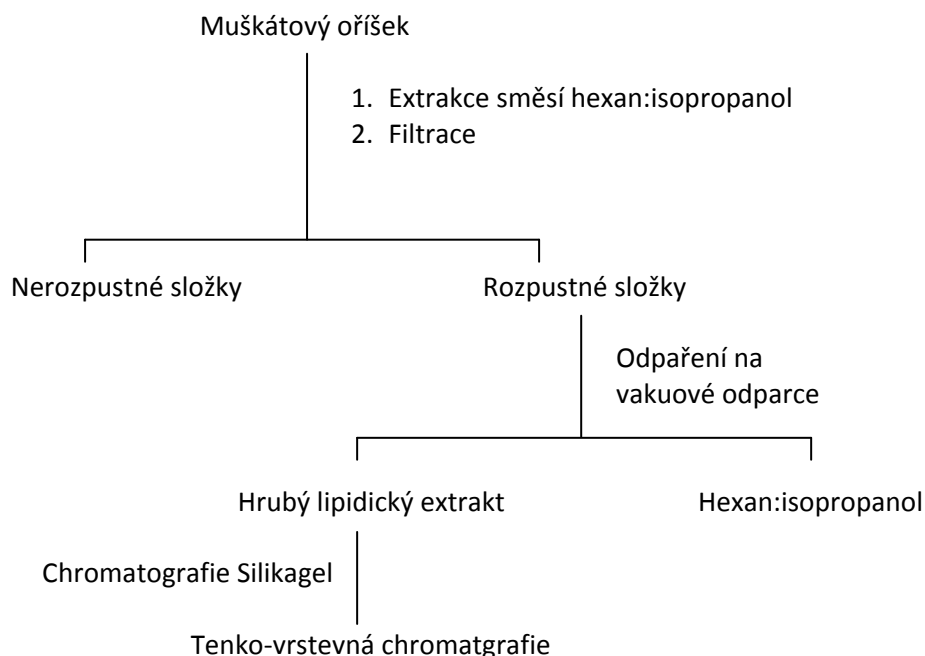 Muškátový oříšek
1. Extrakce směsí hexan:isopropanol
2. Filtrace
Nerozpustné složky
Rozpustné složky
Odpaření na
vakuové odparce
Hrubý lipidický extrakt
Hexan:isopropanol
Chromatografie Silikagel
Tenko-vrstevná chromatgrafie